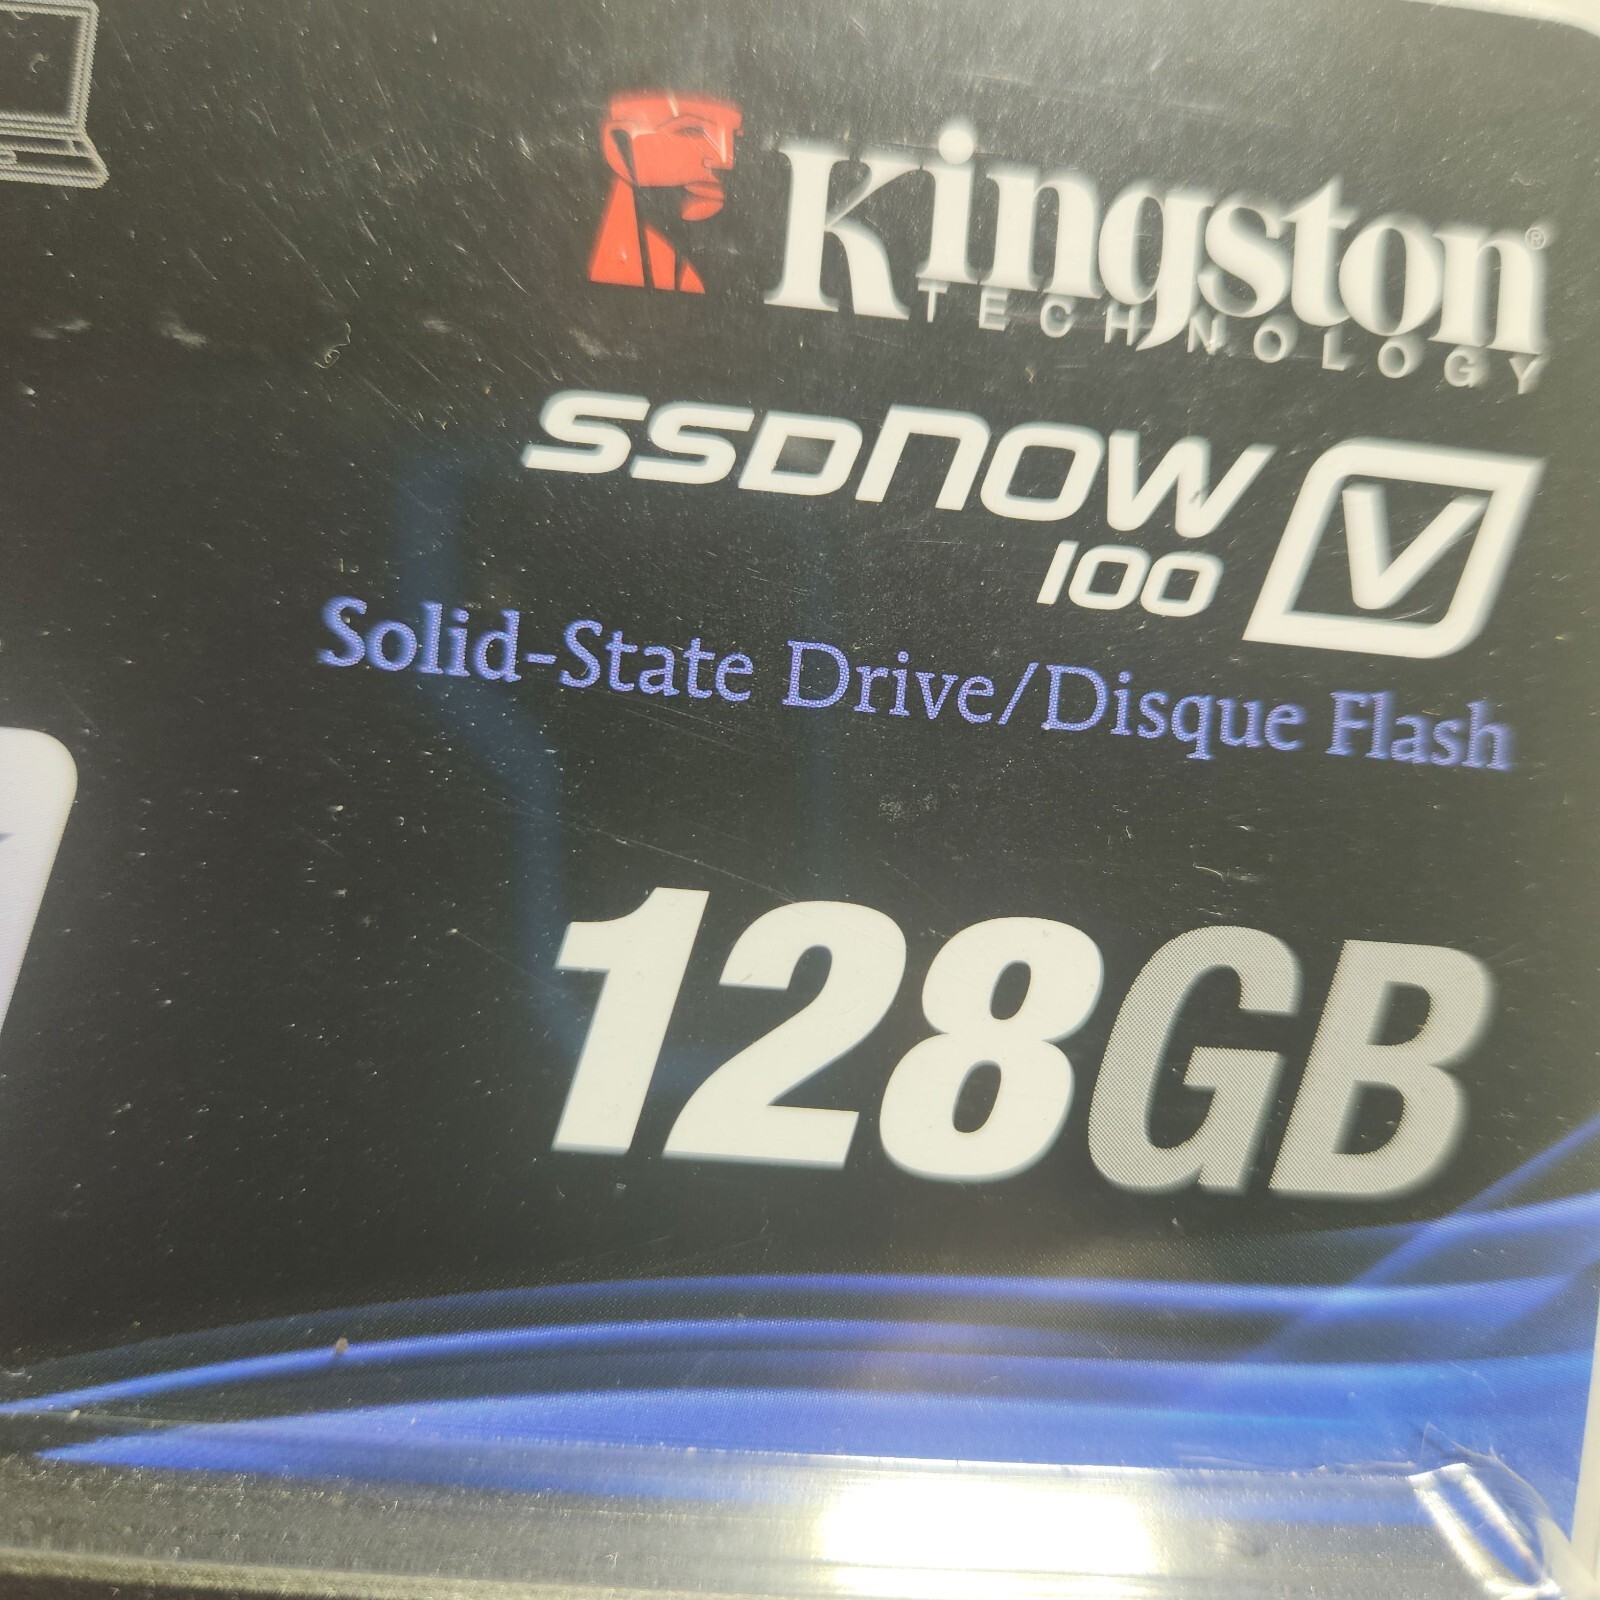 Kingston®
TECHNOLOGY
SSDNOW V
100
Solid-State Drive/Disque Flash
128GB